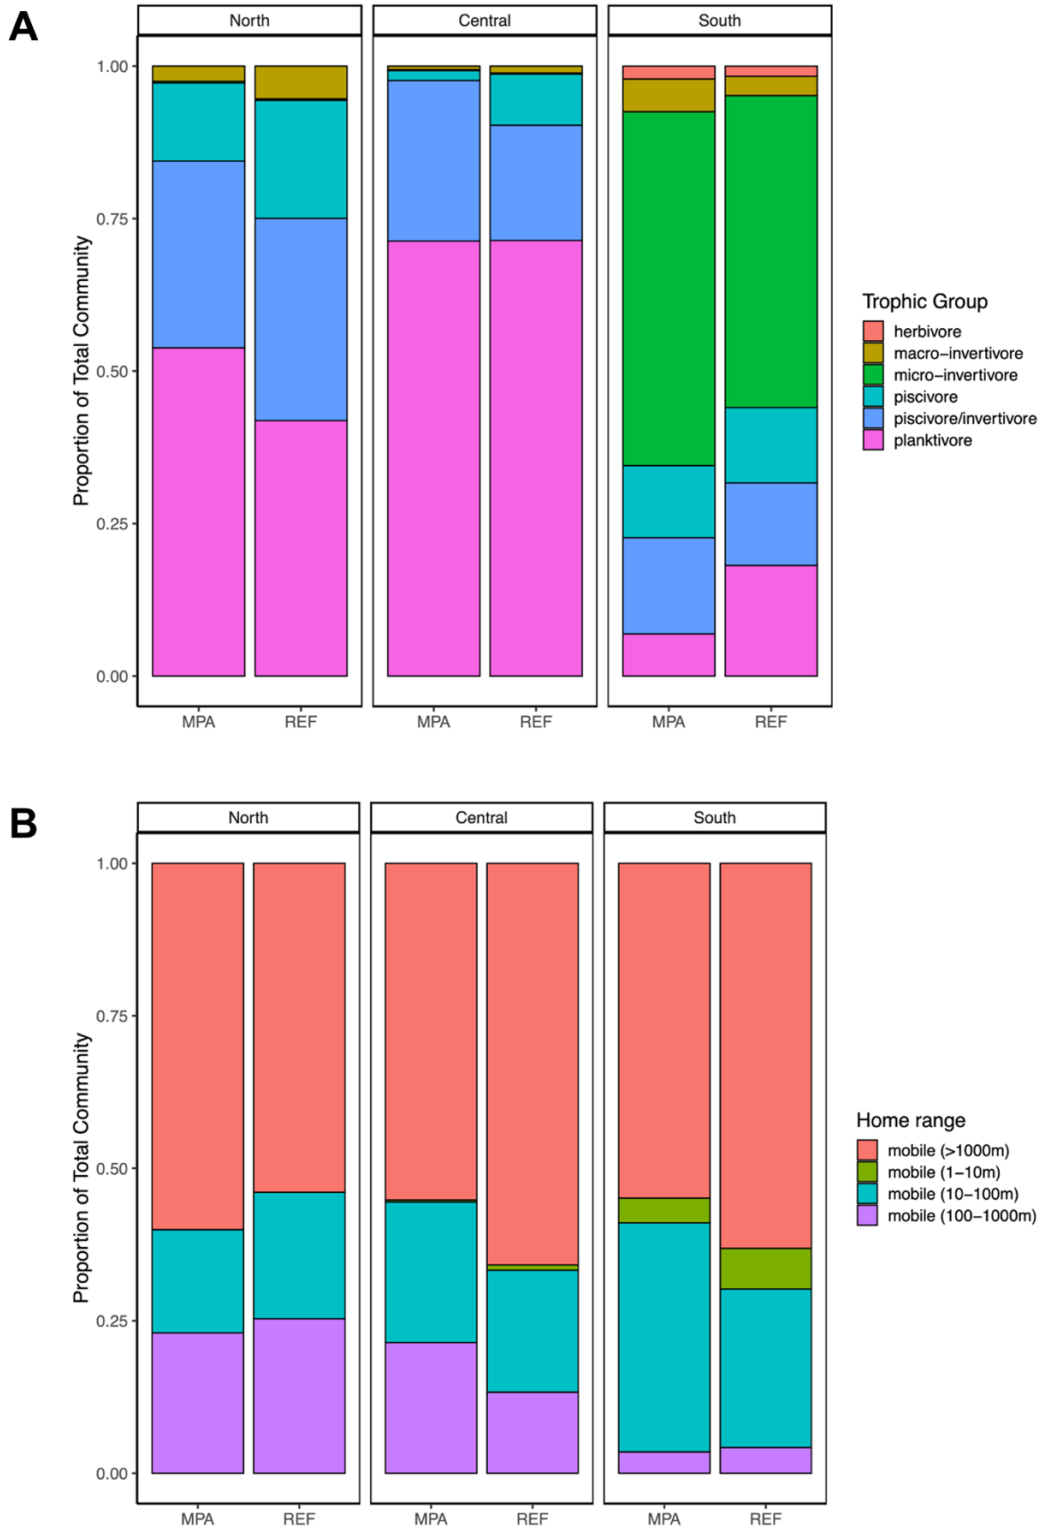 A
North Central South
1.00
0.75
0.50
0.25
0.00
Proportion of Total Community
MPA REF MPA REF MPA REF
Trophic Group
herbivore
macro−invertivore
micro−invertivore
piscivore
piscivore/invertivore
planktivore
B
North Central South
1.00
0.75
0.50
0.25
0.00
Proportion of Total Community
MPA REF MPA REF MPA REF
Home range
mobile (>1000m)
mobile (1−10m)
mobile (10−100m)
mobile (100−1000m)